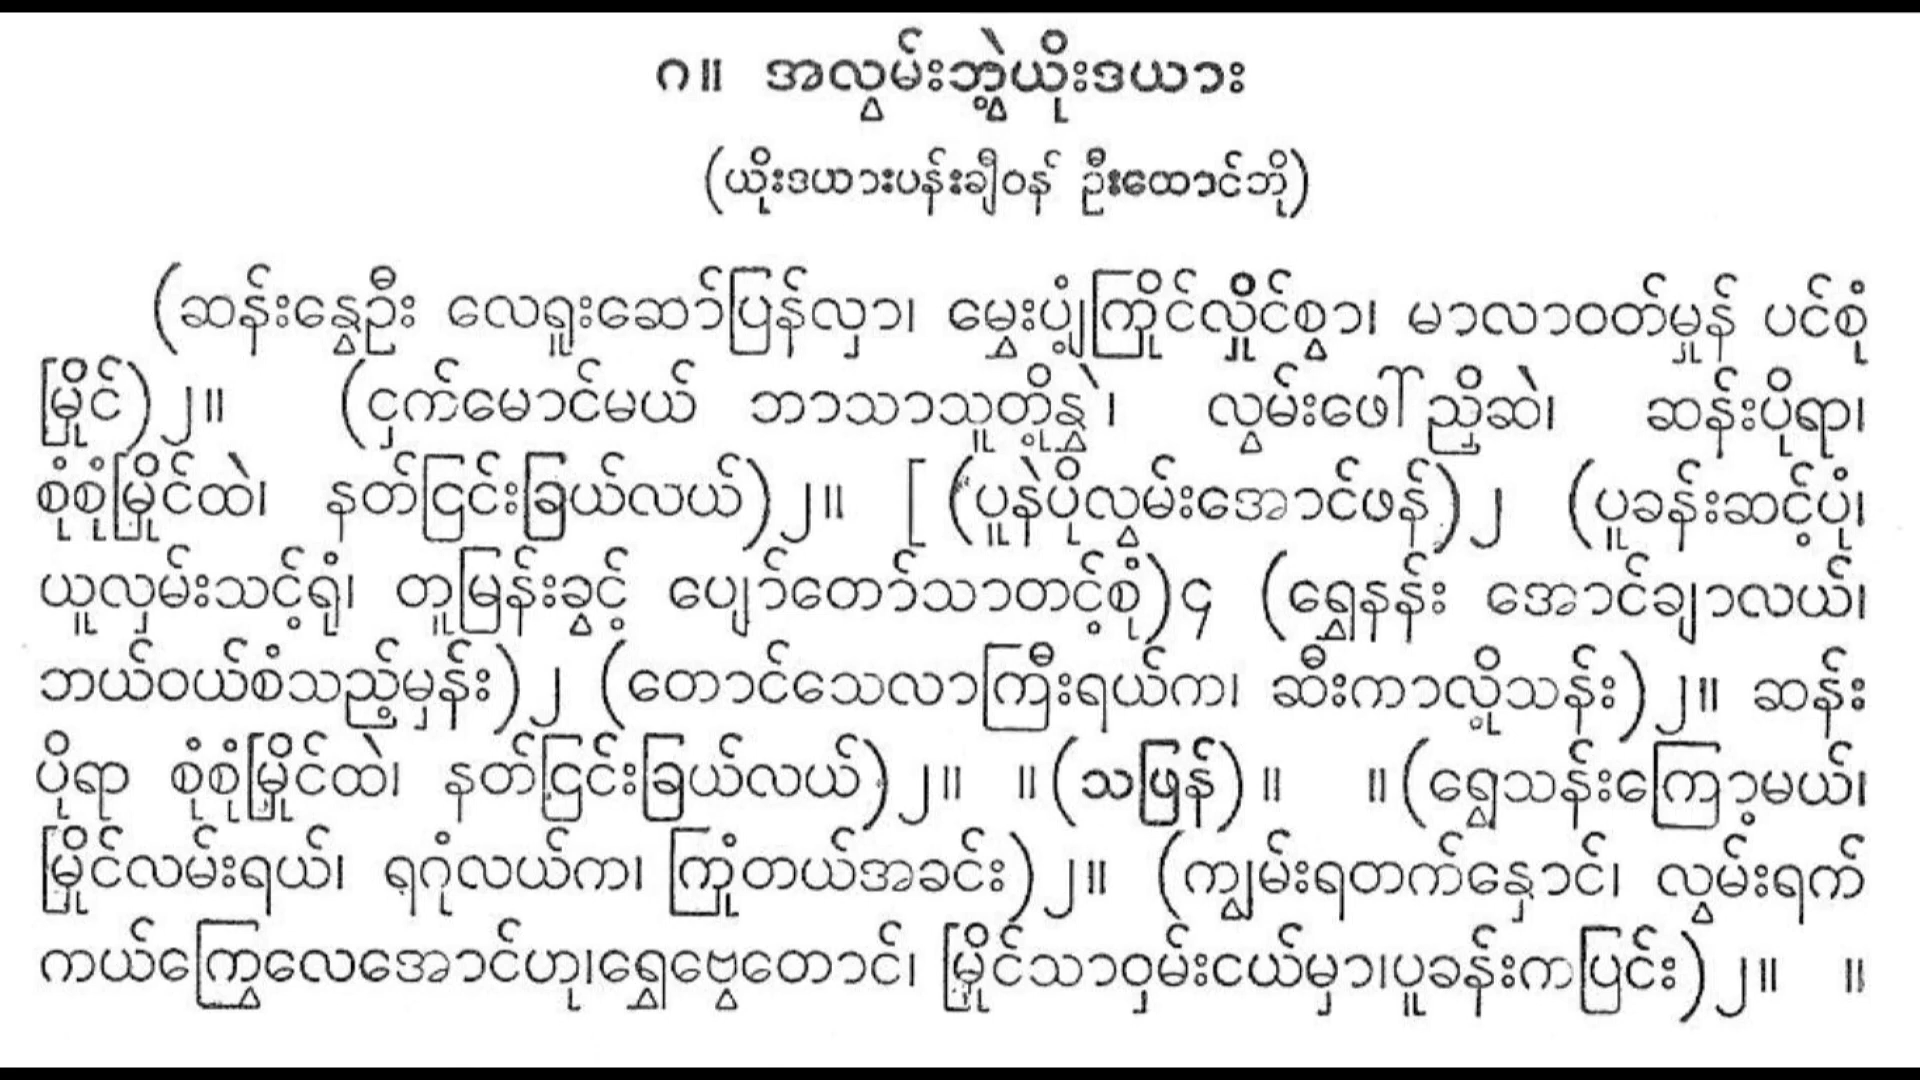 ဂ။ အလွမ်းဘွဲ့ယိုးဒယား
(ယိုးဒယားပန်းချီဝန် ဦးထောင်ဘို)
(ဆန်းနွေဦး လေရူးဆော်ပြန်လှာ၊ မွှေးပျံ့ကြိုင်လှိုင်စွာ၊ မာလာဝတ်မှုန် ပင်စုံ
မြိုင်)၂။ (ငှက်မောင်မယ် ဘာသာသူတို့နွှဲ၊ လွမ်းဖေါ်ညှိဆဲ၊ ဆန်းပိုရာ၊
စုံစုံမြိုင်ထဲ၊ နတ်ငြင်းခြယ်လယ်)၂။ [(ပူနဲပိုလွမ်းအောင်ဖန်)၂ (ပူခန်းဆင့်ပုံ၊
ယူလှမ်းသင့်ရုံ၊ တူမြန်းခွင့် ပျော်တော်သာတင့်စုံ)၄ (ရွှေနန်း အောင်ချာလယ်၊
ဘယ်ဝယ်စံသည့်မှန်း)၂ (တောင်သေလာကြီးရယ်က၊ ဆီးကာလို့သန်း)၂။ ဆန်း
ပိုရာ စုံစုံမြိုင်ထဲ၊ နတ်ငြင်းခြယ်လယ်)၂။ ။(သဖြန်)။ ။(ရွှေသန်းကြော့မယ်၊
မြိုင်လမ်းရယ်၊ ရဂုံလယ်က၊ ကြုံတယ်အခင်း)၂။ (ကျွမ်းရတက်နှောင်၊ လွမ်းရက်
ကယ်ကြွေလေအောင်ဟု၊ရွှေဗွေတောင်၊ မြိုင်သာဝှမ်းငယ်မှာ၊ပူခန်းကပြင်း)၂။ ။